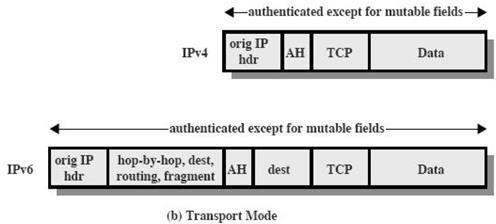 authenticated except for mutable fields
IPv4
orig IP
hdr
AH
TCP
Data
authenticated except for mutable fields
IPv6
orig IP
hdr
hop-by-hop, dest,
routing, fragment
AH
dest
TCP
Data
(b) Transport Mode